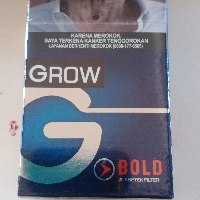 KARENA MEROKOK
SAYA TERKENA KANKER TENGGOROKAN
LAYANAN BERHENTI MEROKOK (0800-177-6565)
GROW
G
BOLD
FILTER